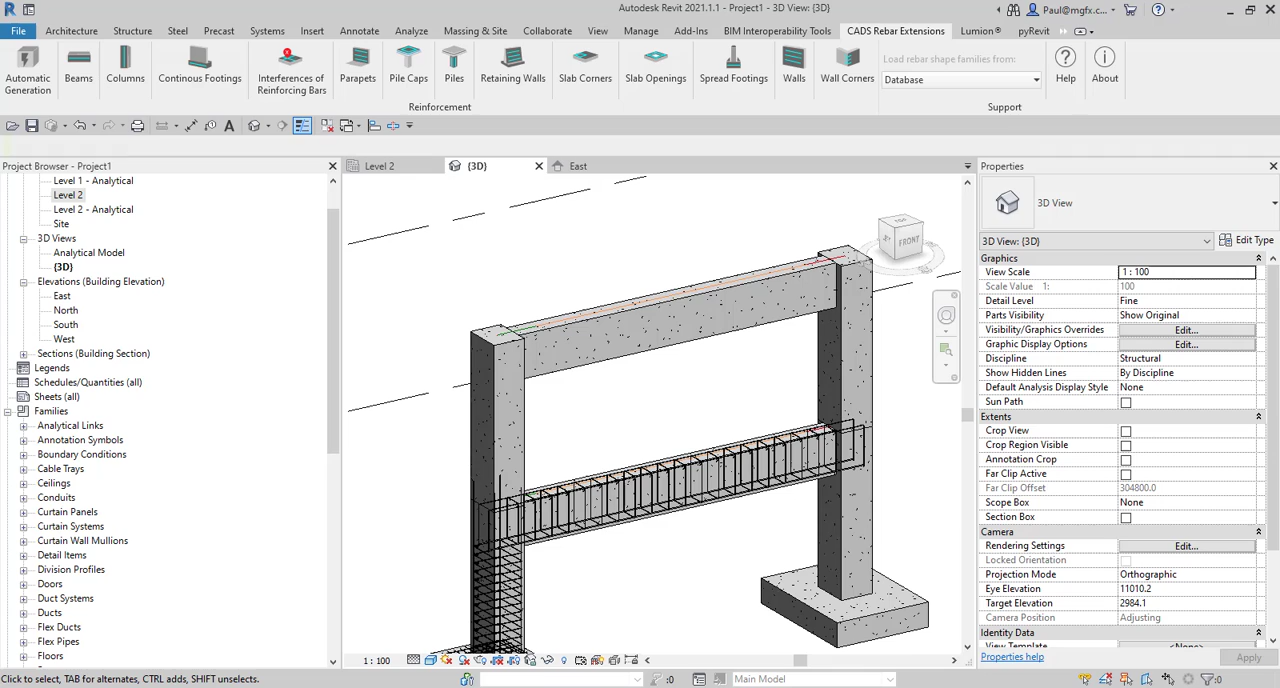 Autodesk Revit 2021.1.1 - Project1 - 3D View: {3D}
Paul@mgfx.c...
File Architecture Structure Steel Precast Systems Insert Annotate Analyze Massing & Site Collaborate View Manage Add-Ins BIM Interoperability Tools CADS Rebar Extensions Lumion® pyRevit
Automatic Generation
Beams
Columns
Continous Footings
Interferences of Reinforcing Bars
Parapets
Pile Caps
Piles
Retaining Walls
Slab Corners
Slab Openings
Spread Footings
Walls
Wall Corners
Load rebar shape families from:
Database
Help
About
Reinforcement
Support
Project Browser - Project1
Level 2
{3D}
East
Properties
Level 1 - Analytical
Level 2
Level 2 - Analytical
Site
3D Views
Analytical Model
{3D}
Elevations (Building Elevation)
East
North
South
West
Sections (Building Section)
Legends
Schedules/Quantities (all)
Sheets (all)
Families
Analytical Links
Annotation Symbols
Boundary Conditions
Cable Trays
Ceilings
Conduits
Curtain Panels
Curtain Systems
Curtain Wall Mullions
Detail Items
Division Profiles
Doors
Duct Systems
Ducts
Flex Ducts
Flex Pipes
Floors
TOP
FRONT
3D View
3D View: {3D}
Edit Type
Graphics
View Scale 1 : 100
Scale Value 1: 100
Detail Level Fine
Parts Visibility Show Original
Visibility/Graphics Overrides Edit...
Graphic Display Options Edit...
Discipline Structural
Show Hidden Lines By Discipline
Default Analysis Display Style None
Sun Path
Extents
Crop View
Crop Region Visible
Annotation Crop
Far Clip Active
Far Clip Offset 304800.0
Scope Box None
Section Box
Camera
Rendering Settings Edit...
Locked Orientation
Projection Mode Orthographic
Eye Elevation 11010.2
Target Elevation 2984.1
Camera Position Adjusting
Identity Data
View Template <None>
Properties help
Apply
1 : 100
Click to select, TAB for alternates, CTRL adds, SHIFT unselects.
:0
Main Model
:0